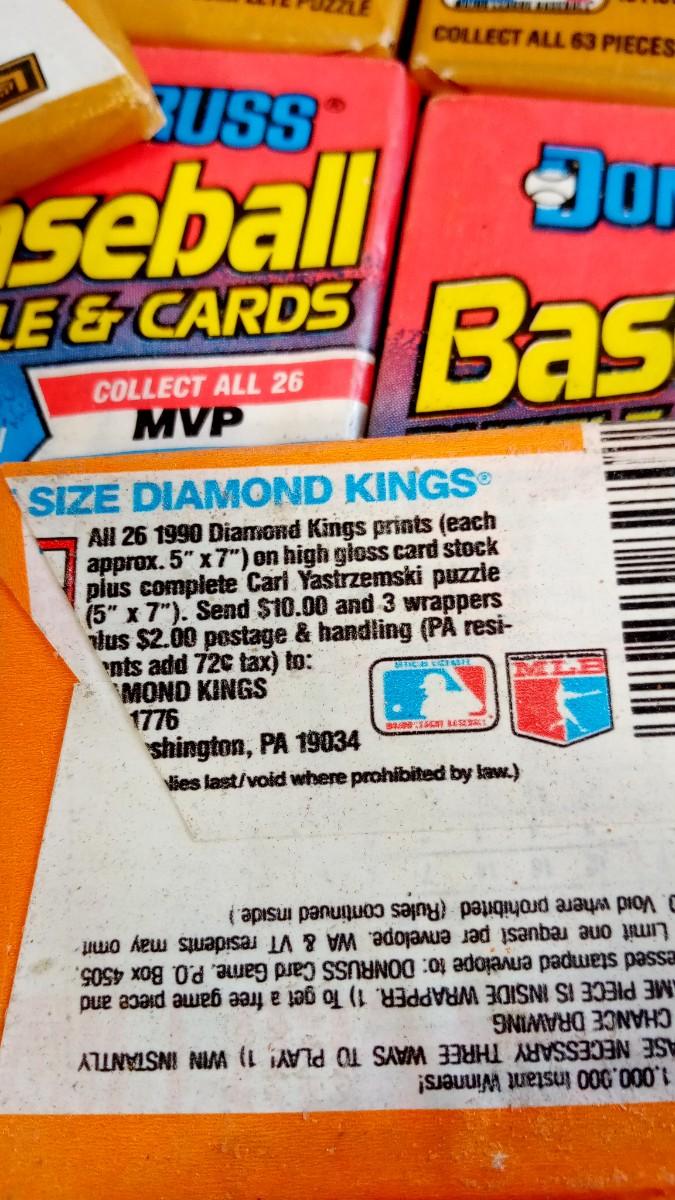 PLETE PUZZLE
COLLECT ALL 63 PIECES
RUSS®
aseball
LE & CARDS
COLLECT ALL 26
MVP
Don
Bas
SIZE DIAMOND KINGS®
All 26 1990 Diamond Kings prints (each
approx. 5" x 7") on high gloss card stock
plus complete Carl Yastrzemski puzzle
(5" x 7"). Send $10.00 and 3 wrappers
plus $2.00 postage & handling (PA resi-
ents add 72¢ tax) to:
MOND KINGS
1776
shington, PA 19034
lies last/void where prohibited by law.)
MLB
1,000,000 Instant Winners!
ASE NECESSARY THREE WAYS TO PLAY! 1) WIN INSTANTLY
CHANCE DRAWING
AME PIECE IS INSIDE WRAPPER. 1) To get a free game piece and
essed stamped envelope to: DONRUSS Card Game, P.O. Box 4505,
Limit one request per envelope. WA & VT residents may omit
Void where prohibited (Rules continued inside.)